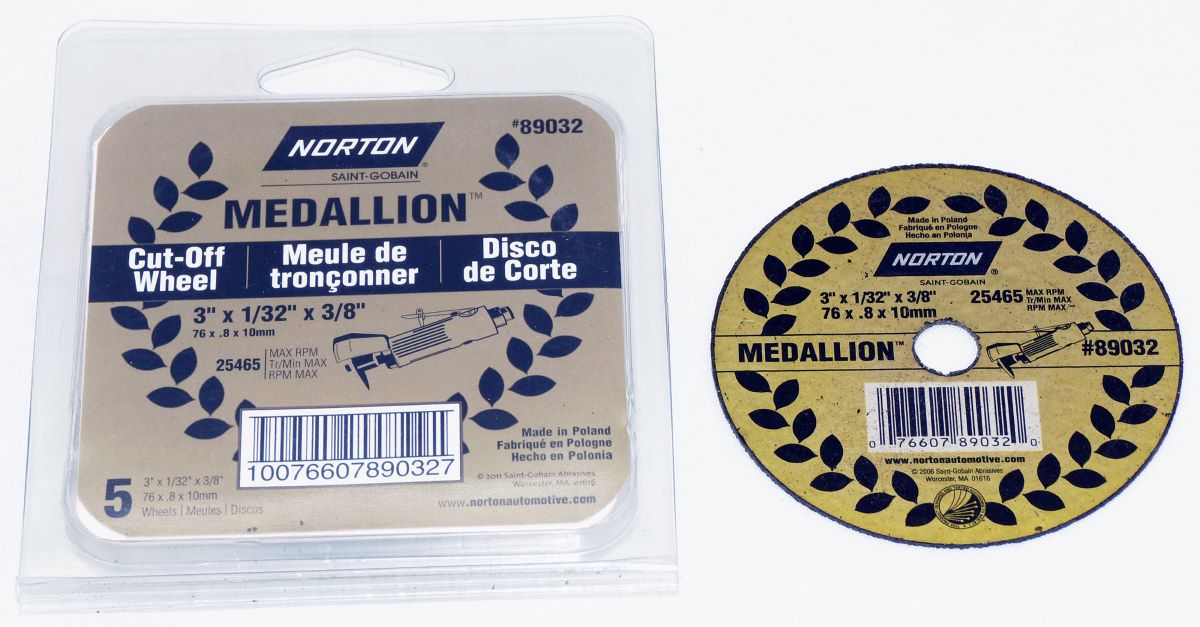 #89032
NORTON
®
SAINT-GOBAIN
MEDALLION™
Cut-Off Wheel | Meule de tronçonner | Disco de Corte
3" x 1/32" x 3/8"
76 x .8 x 10mm
25465 MAX RPM
Tr/Min MAX
RPM MAX
10076607890327
Made in Poland
Fabriqué en Pologne
Hecho en Polonia
© 2011 Saint-Gobain Abrasives
Worcester, MA 01615
www.nortonautomotive.com
5 3" x 1/32" x 3/8"
76 x .8 x 10mm
Wheels | Meules | Discos
Made in Poland
Fabriqué en Pologne
Hecho en Polonia
NORTON
®
SAINT-GOBAIN
3" x 1/32" x 3/8"
76 x .8 x 10mm
25465 MAX RPM
Tr/Min MAX
RPM MAX
MEDALLION™
#89032
0 76607 89032 0
www.nortonautomotive.com
© 2006 Saint-Gobain Abrasives
Worcester, MA 01616